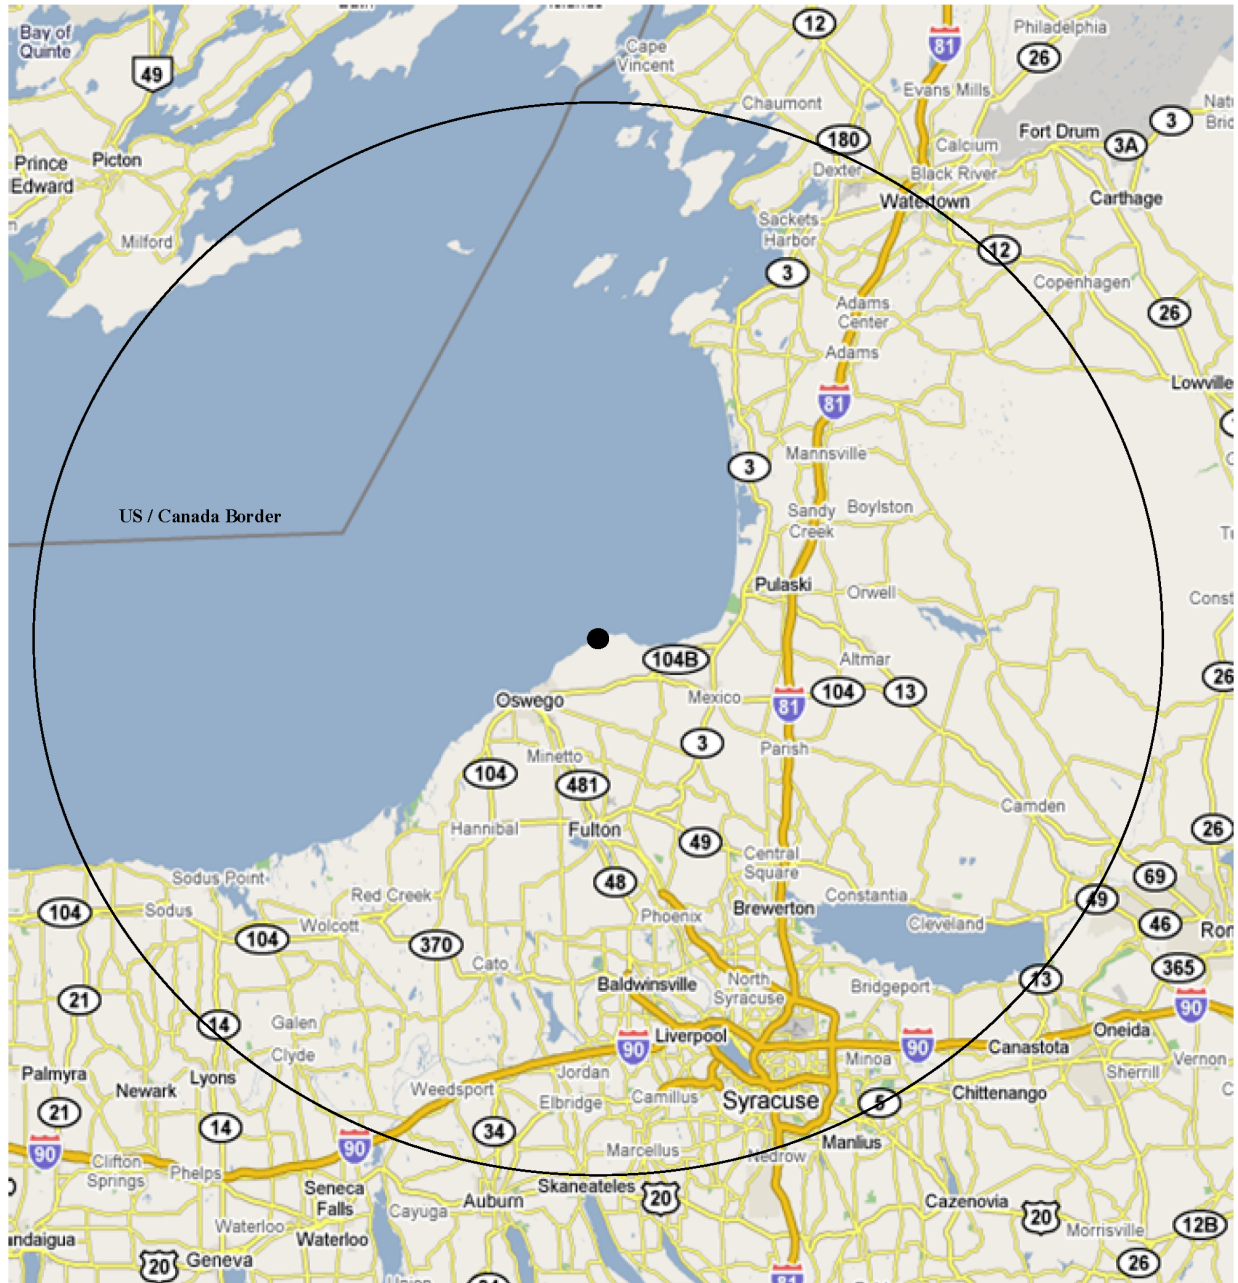 Bay of
Quinte
49
Cape
Vincent
12
81
Philadelphia
26
Evans Mills
Chaumont
180
Calcium
Fort Drum
3A
3
Prince
Edward
Picton
Dexter
Black River
Watertown
Carthage
Milford
Sackets
Harbor
12
3
Copenhagen
26
Adams
Center
Adams
81
Lowville
3
Mannsville
Sandy
Creek
Boylston
US / Canada Border
Pulaski
Orwell
104B
Altmar
26
Oswego
Mexico
81
104
13
3
Parish
Minetto
104
481
Camden
Hannibal
Fulton
49
26
Central
Square
Sodus Point
48
69
Red Creek
Constantia
49
104
Sodus
Brewerton
Phoenix
Cleveland
46
Wolcott
104
370
Cato
North
Syracuse
365
13
Baldwinsville
Bridgeport
21
90
14
Galen
Liverpool
Oneida
90
90
Canastota
Clyde
Minoa
Vernon
Palmyra
Lyons
Jordan
Sherrill
Newark
Weedsport
Elbridge
Camillus
Syracuse
Chittenango
21
5
14
34
Manlius
90
90
Marcellus
Nedrow
Clifton
Springs
Phelps
Seneca
Falls
Auburn
Skaneateles
20
Cazenovia
Cayuga
20
12B
Waterloo
Waterloo
Morrisville
20
Geneva
26
81